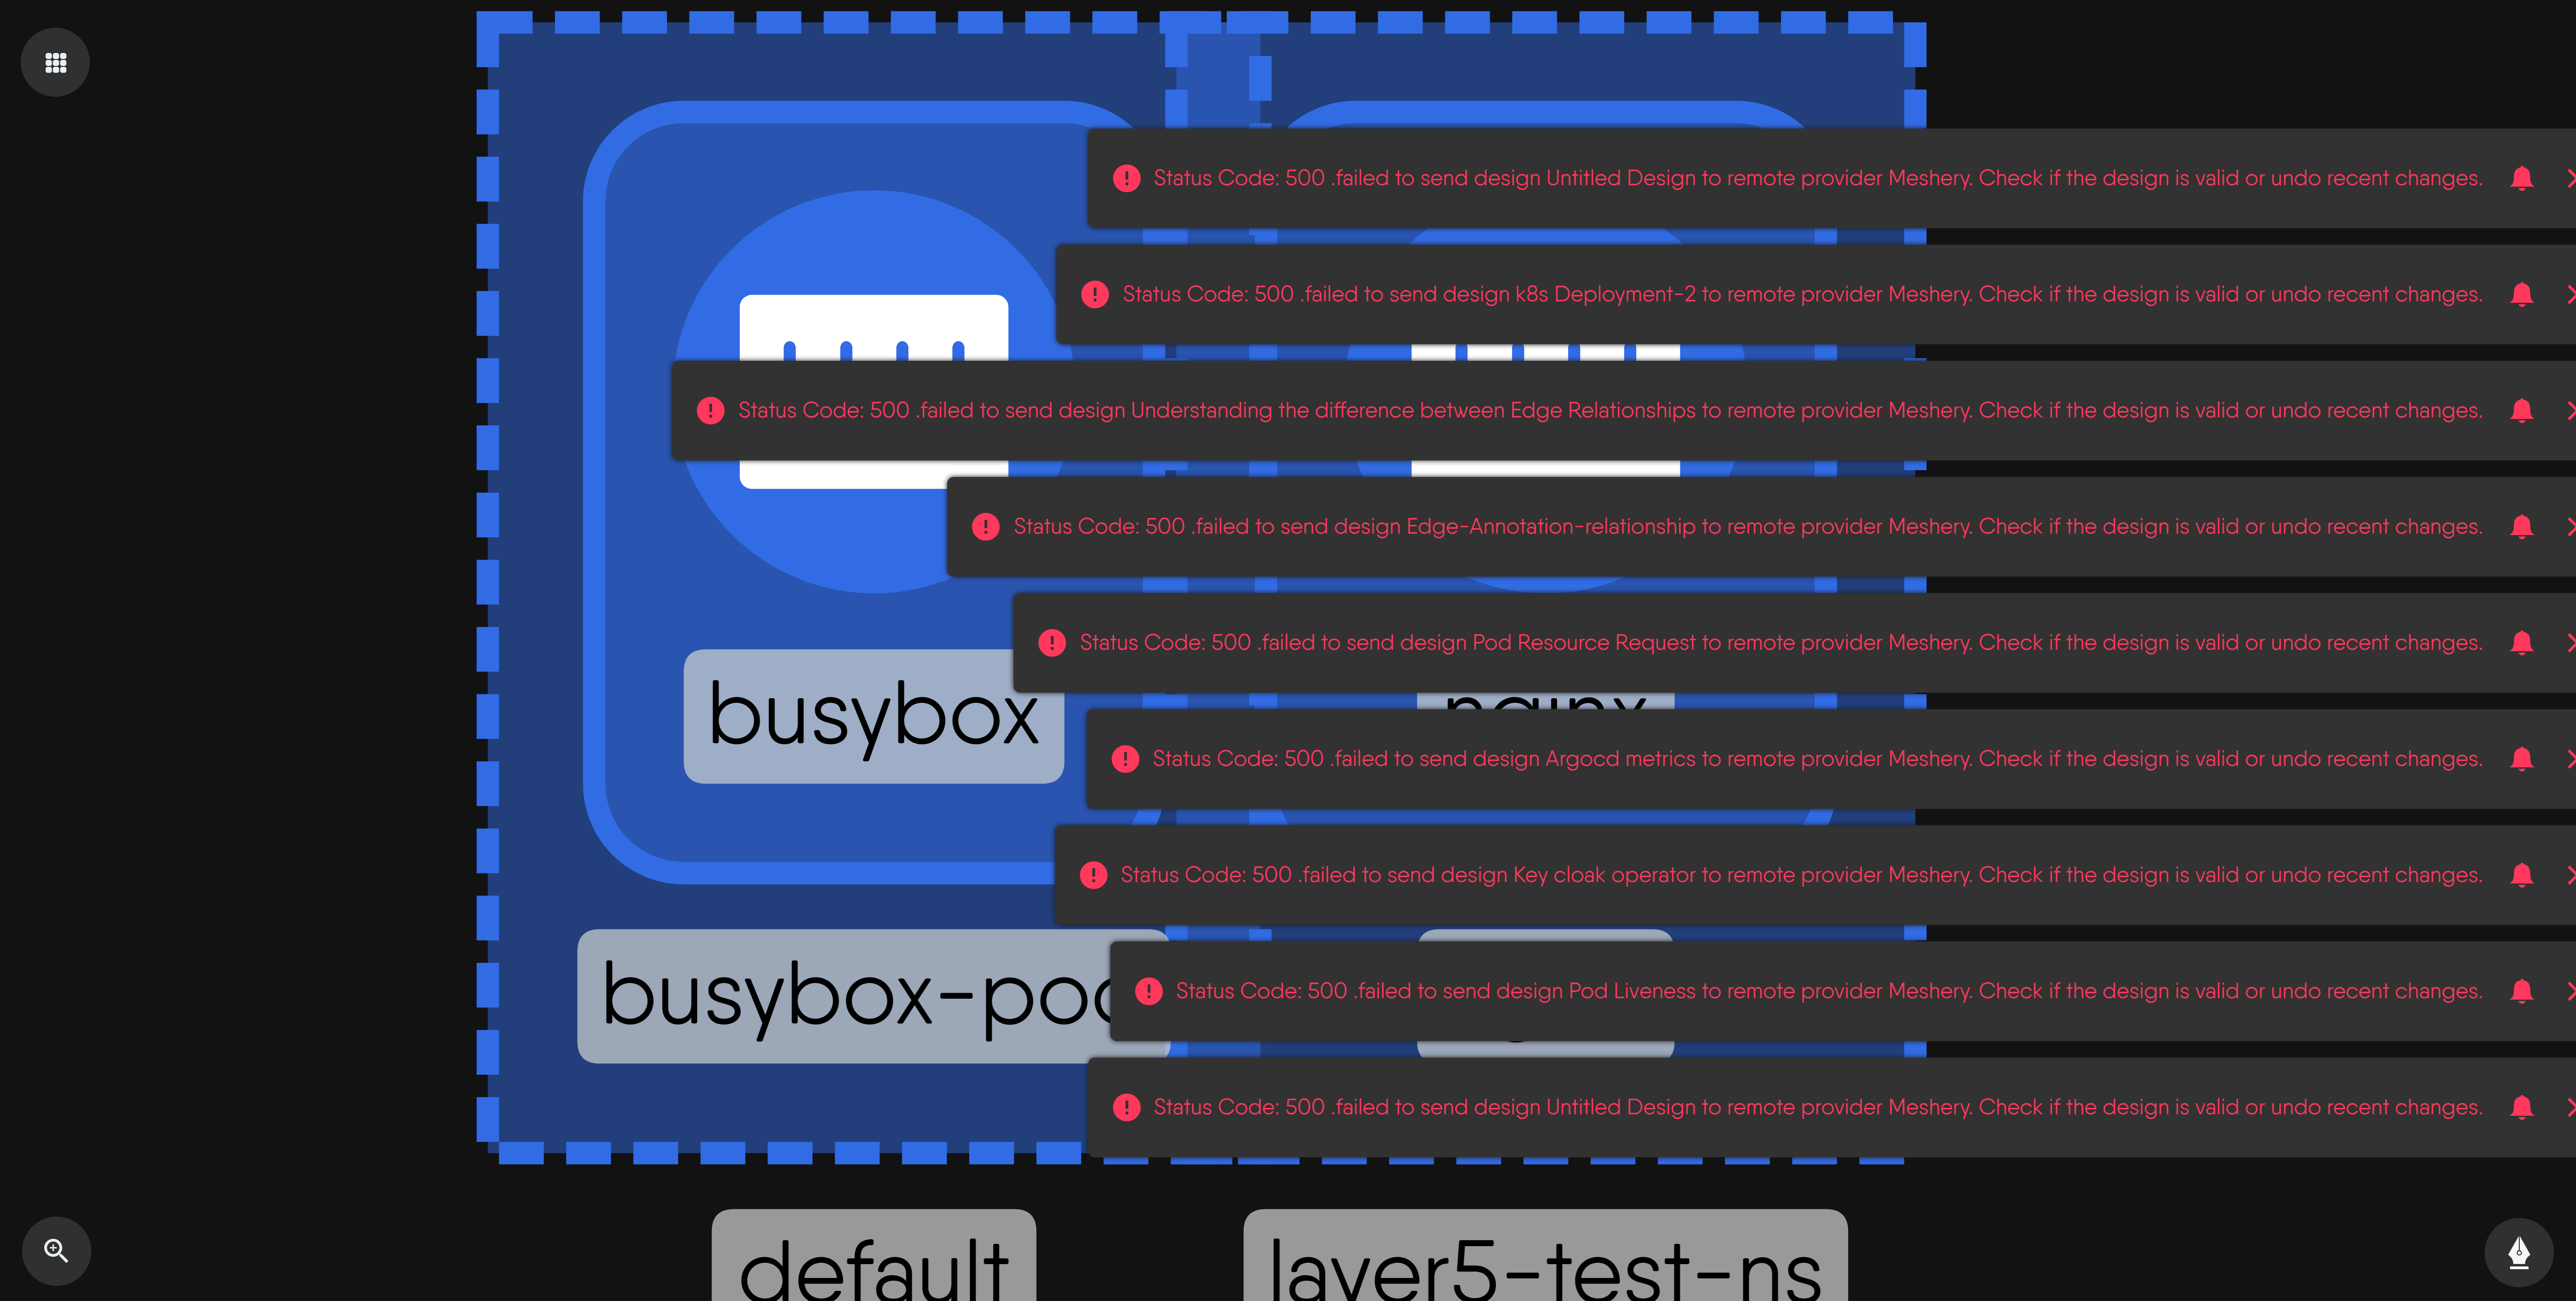 Status Code: 500 .failed to send design Untitled Design to remote provider Meshery. Check if the design is valid or undo recent changes.
Status Code: 500 .failed to send design k8s Deployment-2 to remote provider Meshery. Check if the design is valid or undo recent changes.
Status Code: 500 .failed to send design Understanding the difference between Edge Relationships to remote provider Meshery. Check if the design is valid or undo recent changes.
Status Code: 500 .failed to send design Edge-Annotation-relationship to remote provider Meshery. Check if the design is valid or undo recent changes.
Status Code: 500 .failed to send design Pod Resource Request to remote provider Meshery. Check if the design is valid or undo recent changes.
busybox
nginx
Status Code: 500 .failed to send design Argocd metrics to remote provider Meshery. Check if the design is valid or undo recent changes.
Status Code: 500 .failed to send design Key cloak operator to remote provider Meshery. Check if the design is valid or undo recent changes.
busybox-pod
Status Code: 500 .failed to send design Pod Liveness to remote provider Meshery. Check if the design is valid or undo recent changes.
Status Code: 500 .failed to send design Untitled Design to remote provider Meshery. Check if the design is valid or undo recent changes.
default
layer5-test-ns